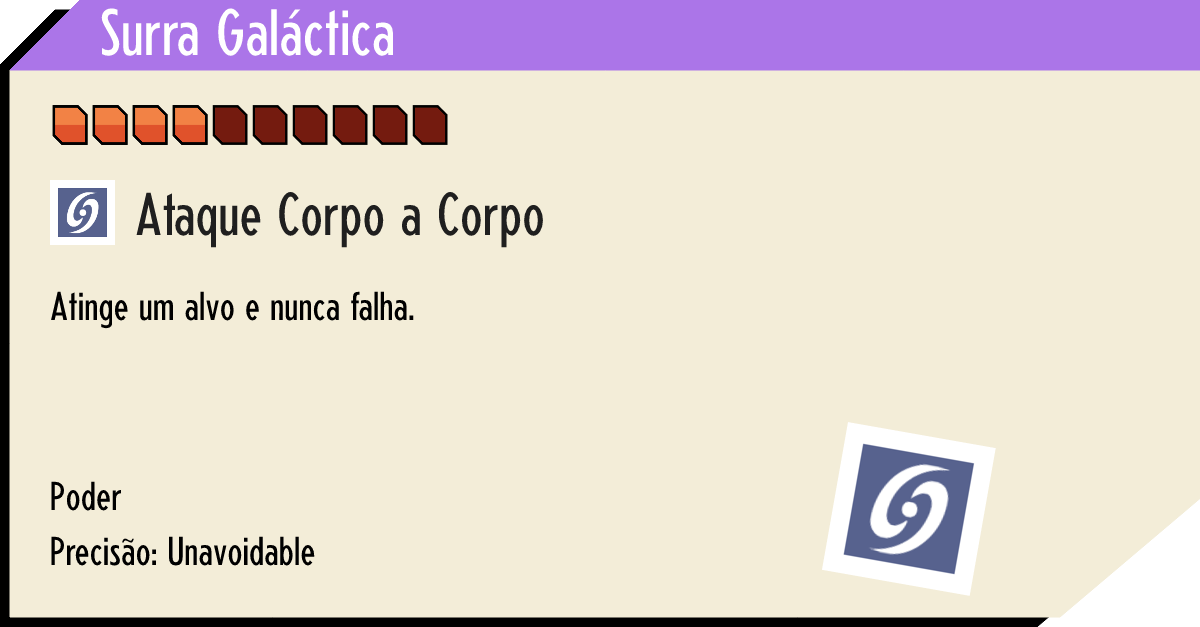 Surra Galáctica
Ataque Corpo a Corpo
Atinge um alvo e nunca falha.
Poder
Precisão: Unavoidable